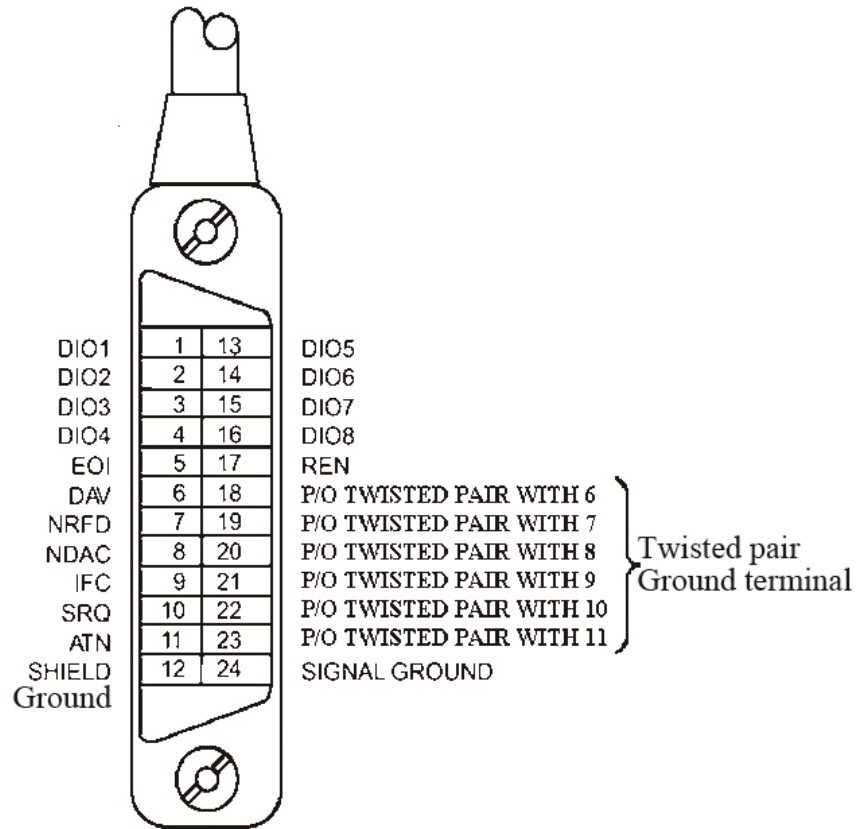 DIO1 1 13 DIO5
DIO2 2 14 DIO6
DIO3 3 15 DIO7
DIO4 4 16 DIO8
EOI 5 17 REN
DAV 6 18 P/O TWISTED PAIR WITH 6
NRFD 7 19 P/O TWISTED PAIR WITH 7
NDAC 8 20 P/O TWISTED PAIR WITH 8
IFC 9 21 P/O TWISTED PAIR WITH 9
SRQ 10 22 P/O TWISTED PAIR WITH 10
ATN 11 23 P/O TWISTED PAIR WITH 11
SHIELD 12 24 SIGNAL GROUND
Ground
Twisted pair
Ground terminal